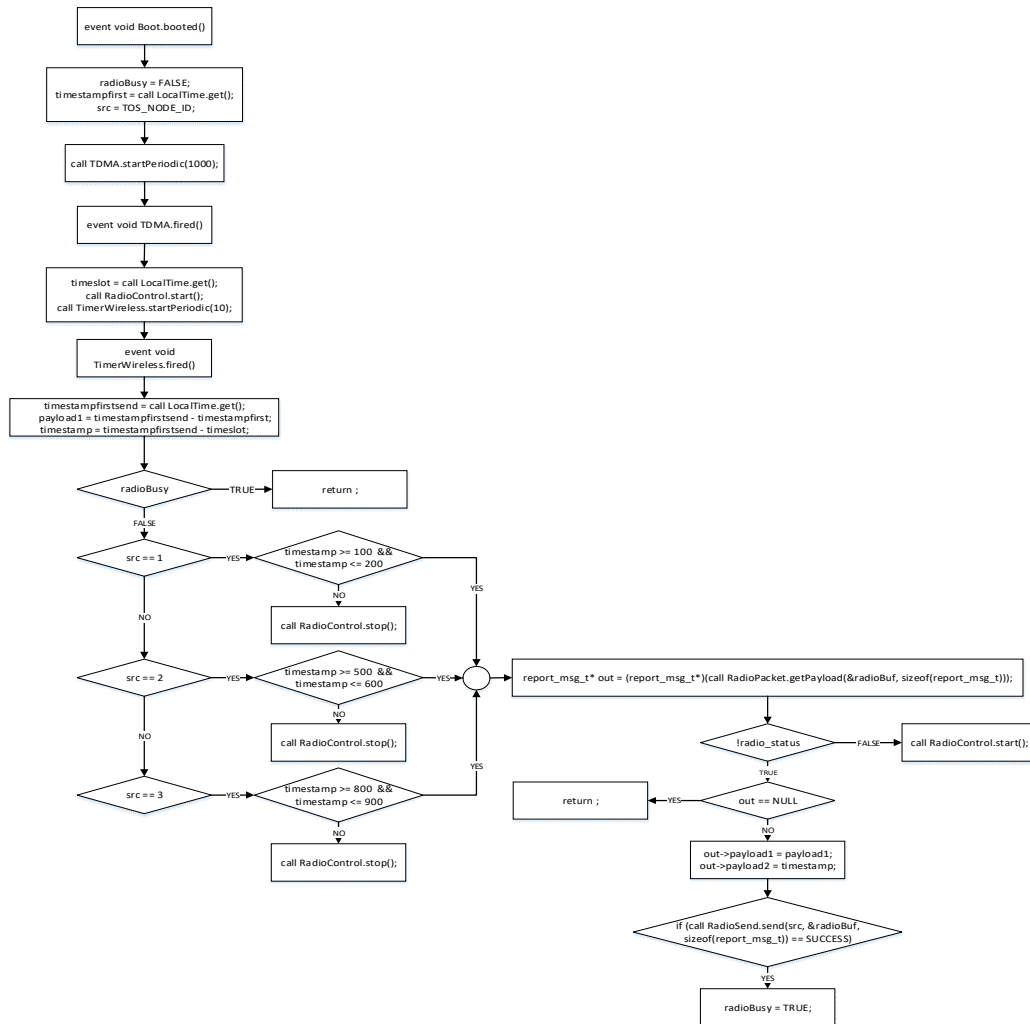 event void Boot.booted()
radioBusy = FALSE;
timestampfirst = call LocalTime.get();
src = TOS_NODE_ID;
call TDMA.startPeriodic(1000);
event void TDMA.fired()
timeslot = call LocalTime.get();
call RadioControl.start();
call TimerWireless.startPeriodic(10);
event void
TimerWireless.fired()
timestampfirstsend = call LocalTime.get();
payload1 = timestampfirstsend - timestampfirst;
timestamp = timestampfirstsend - timeslot;
radioBusy
TRUE
return ;
FALSE
src == 1
YES
timestamp >= 100 &&
timestamp <= 200
YES
NO
call RadioControl.stop();
NO
src == 2
YES
timestamp >= 500 &&
timestamp <= 600
YES
NO
call RadioControl.stop();
NO
src == 3
YES
timestamp >= 800 &&
timestamp <= 900
YES
NO
call RadioControl.stop();
report_msg_t* out = (report_msg_t*)(call RadioPacket.getPayload(&radioBuf, sizeof(report_msg_t)));
!radio_status
FALSE
call RadioControl.start();
TRUE
out == NULL
YES
return ;
NO
out->payload1 = payload1;
out->payload2 = timestamp;
if (call RadioSend.send(src, &radioBuf,
sizeof(report_msg_t)) == SUCCESS)
YES
radioBusy = TRUE;